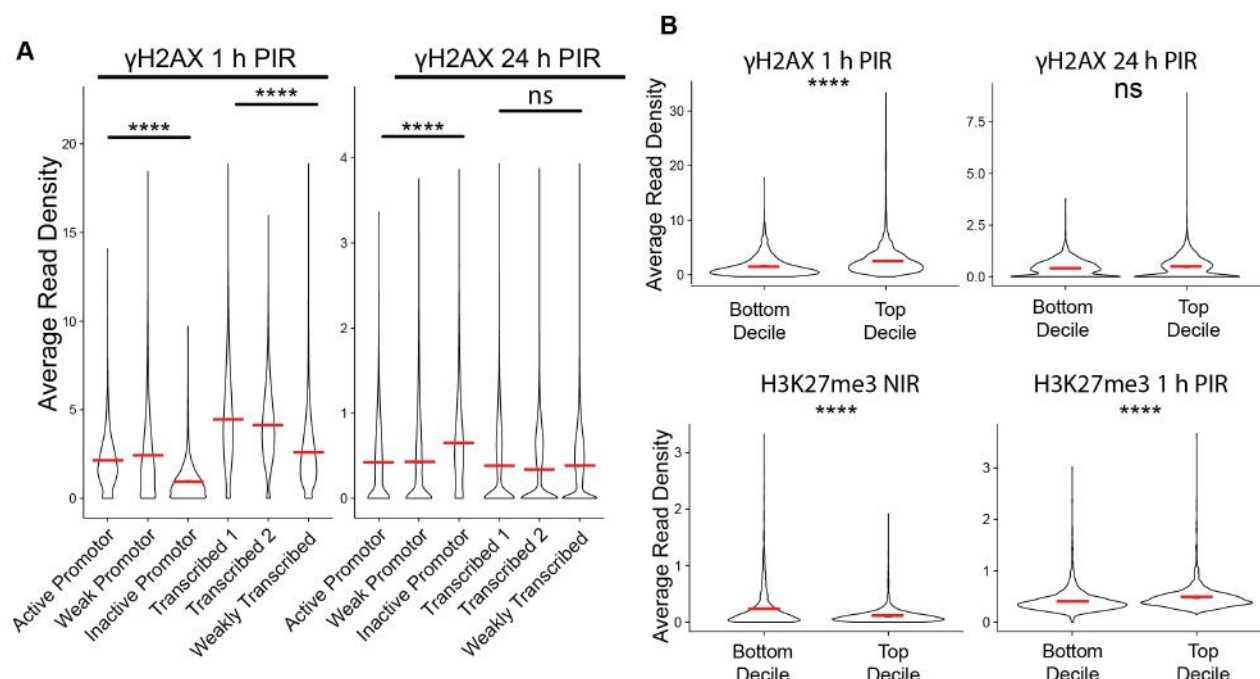 A
γH2AX 1 h PIR
γH2AX 24 h PIR
****
****
****
ns
Average Read Density
20
15
10
5
0
4
3
2
1
0
Active Promotor
Weak Promotor
Inactive Promotor
Transcribed 1
Transcribed 2
Weakly Transcribed
Active Promotor
Weak Promotor
Inactive Promotor
Transcribed 1
Transcribed 2
Weakly Transcribed
B
γH2AX 1 h PIR
****
Average Read Density
30
20
10
0
Bottom
Decile
Top
Decile
γH2AX 24 h PIR
ns
7.5
5.0
2.5
0.0
Bottom
Decile
Top
Decile
H3K27me3 NIR
****
Average Read Density
3
2
1
0
Bottom
Decile
Top
Decile
H3K27me3 1 h PIR
****
3
2
1
0
Bottom
Decile
Top
Decile